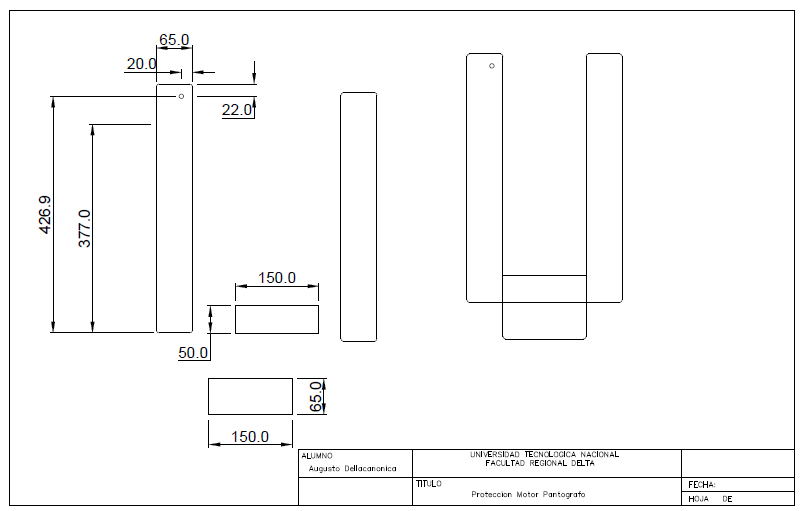 65.0
20.0
22.0
426.9
377.0
150.0
50.0
65.0
150.0
ALUMNO
Augusto Dellacanonica
UNIVERSIDAD TECNOLOGICA NACIONAL
FACULTAD REGIONAL DELTA
TITULO
Proteccion Motor Pantografo
FECHA:
HOJA DE